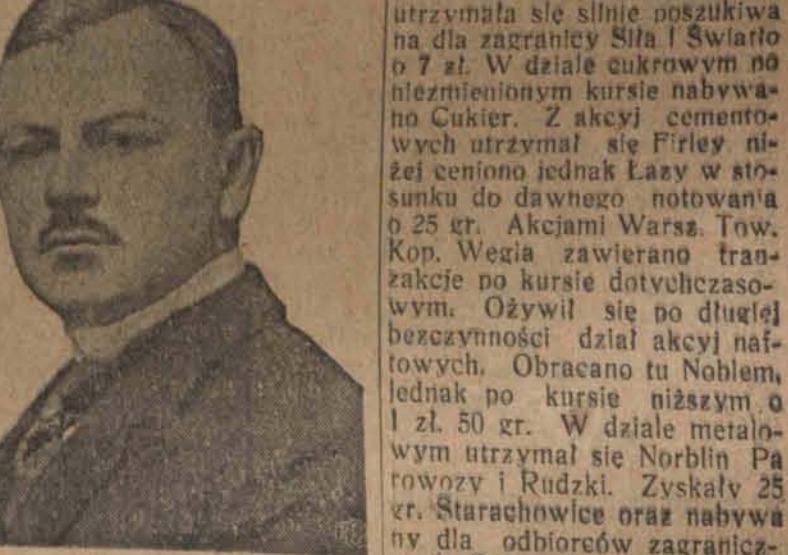 utrzymała się silnie poszukiwa
na dla zagranicy Siła i Światło
o 7 zł. W dziale cukrowym no
niezmienionym kursie nabywa-
no Cukier. Z akcyj cemento-
wych utrzymał się Firley ni-
żej ceniono jednak Łazy w sto-
sunku do dawnego notowania
o 25 gr. Akcjami Warsz. Tow.
Kop. Węgla zawierano tran-
zakcje po kursie dotychczaso-
wym. Ożywił się po długiej
bezczynności dział akcyj naf-
towych. Obracano tu Noblem,
jednak po kursie niższym o
1 zł. 50 gr. W dziale metalo-
wym utrzymał się Norblin Pa
rowozy i Rudzki. Zyskały 25
gr. Starachowice oraz nabywa
ny dla odbiorców zagranicz-